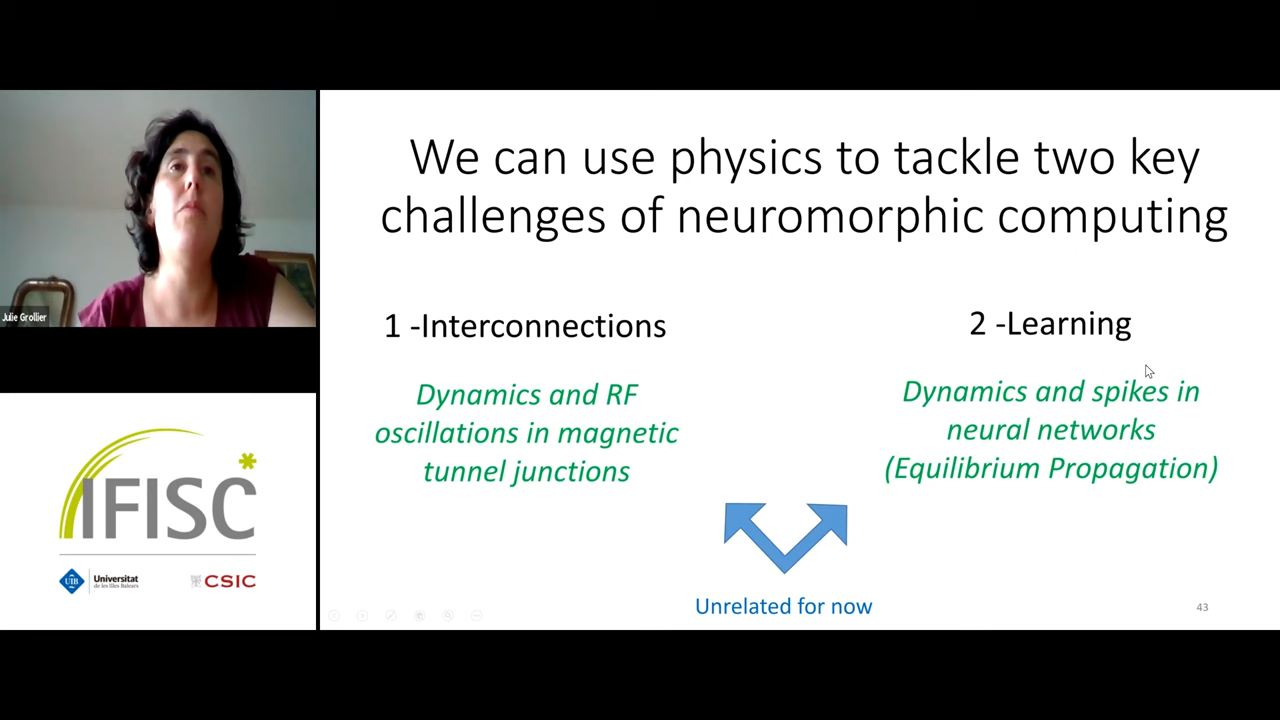 We can use physics to tackle two key
challenges of neuromorphic computing
1 -Interconnections
Dynamics and RF
oscillations in magnetic
tunnel junctions
2 -Learning
Dynamics and spikes in
neural networks
(Equilibrium Propagation)
Unrelated for now
43
Julie Grollier
IFISC
UIB
Universitat
de les Illes Balears
CSIC